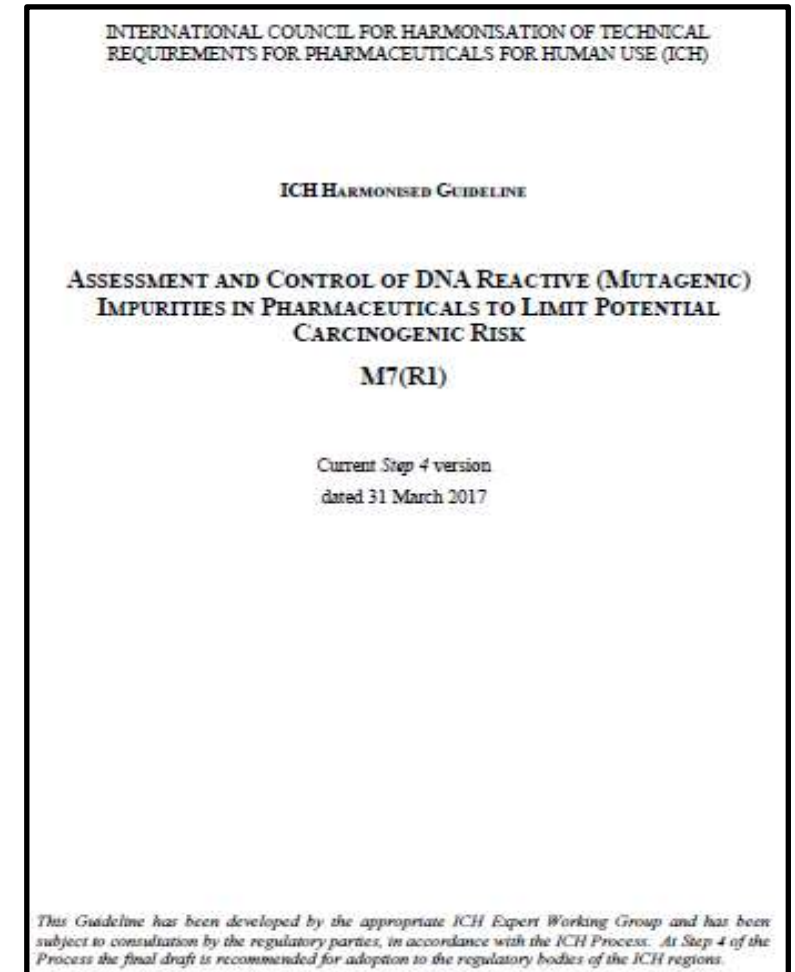 INTERNATIONAL COUNCIL FOR HARMONISATION OF TECHNICAL
REQUIREMENTS FOR PHARMACEUTICALS FOR HUMAN USE (ICH)
ICH HARMONISED GUIDELINE
ASSESSMENT AND CONTROL OF DNA REACTIVE (MUTAGENIC)
IMPURITIES IN PHARMACEUTICALS TO LIMIT POTENTIAL
CARCINOGENIC RISK
M7(R1)
Current Step 4 version
dated 31 March 2017
This Guideline has been developed by the appropriate ICH Expert Working Group and has been
subject to consultation by the regulatory parties, in accordance with the ICH Process. At Step 4 of the
Process the final draft is recommended for adoption to the regulatory bodies of the ICH regions.